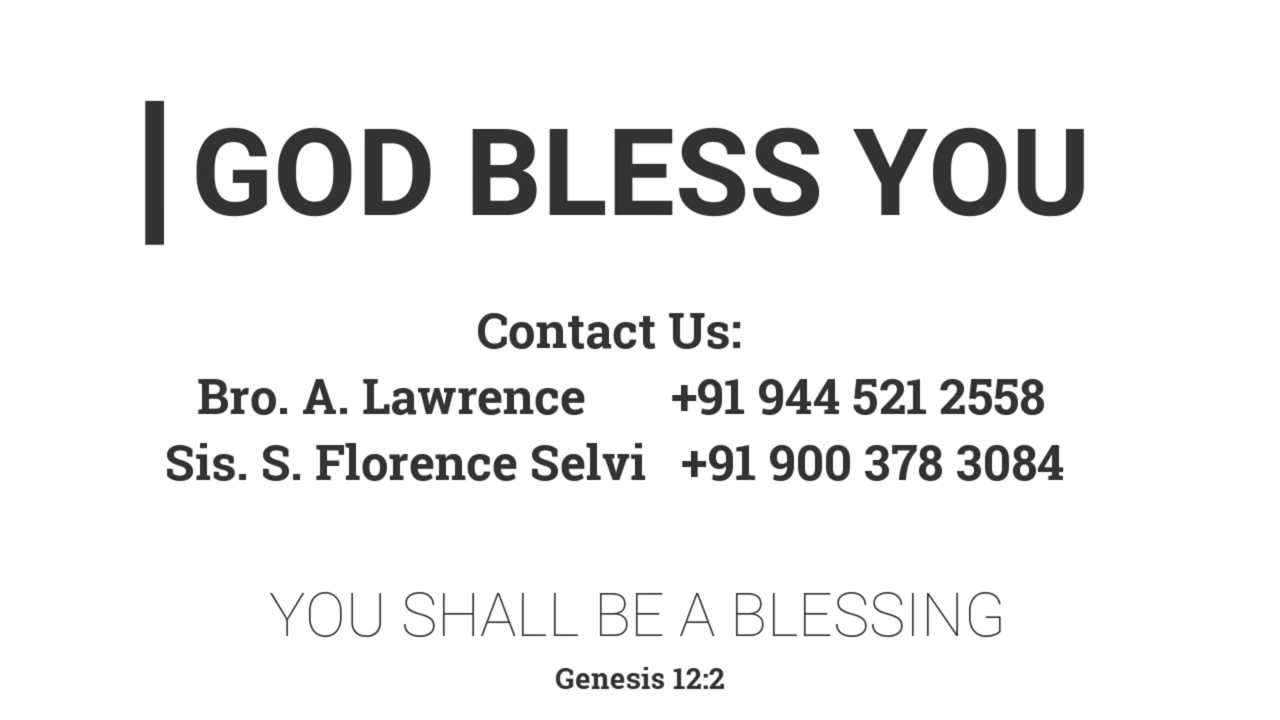 GOD BLESS YOU
Contact Us:
Bro. A. Lawrence +91 944 521 2558
Sis. S. Florence Selvi +91 900 378 3084
YOU SHALL BE A BLESSING
Genesis 12:2